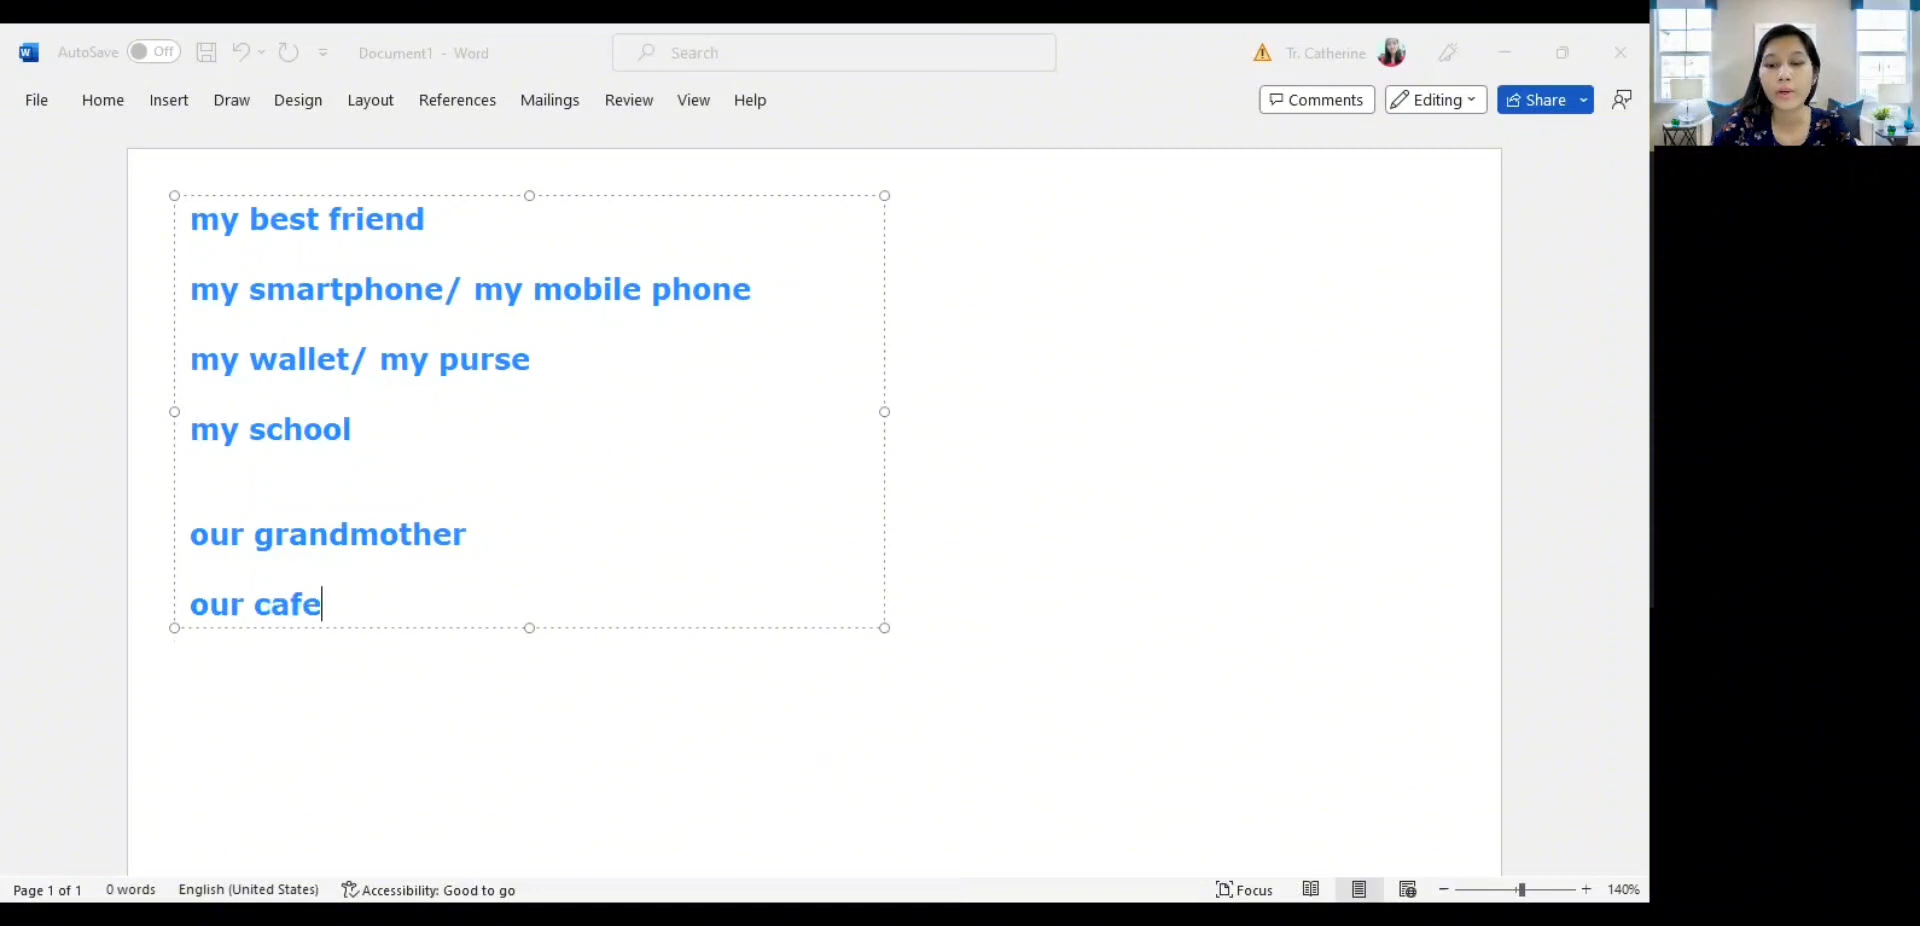 AutoSave Off Document1 - Word Search Tr. Catherine
File Home Insert Draw Design Layout References Mailings Review View Help Comments Editing Share
my best friend
my smartphone/ my mobile phone
my wallet/ my purse
my school
our grandmother
our cafe
Page 1 of 1 0 words English (United States) Accessibility: Good to go Focus 140%